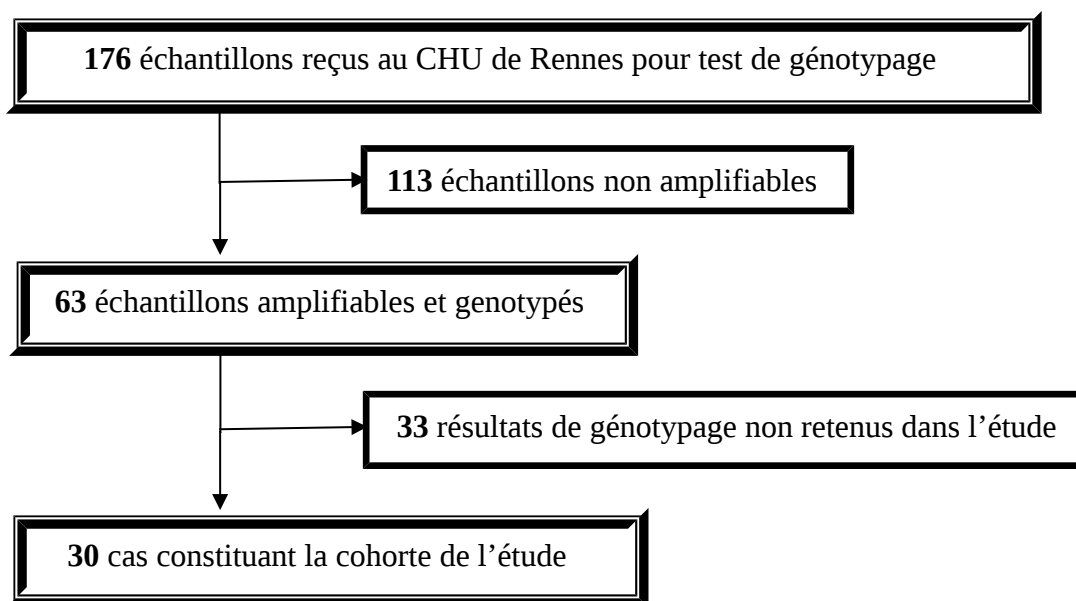 176 échantillons reçus au CHU de Rennes pour test de génotypage
113 échantillons non amplifiables
63 échantillons amplifiables et genotypés
33 résultats de génotypage non retenus dans l’étude
30 cas constituant la cohorte de l’étude